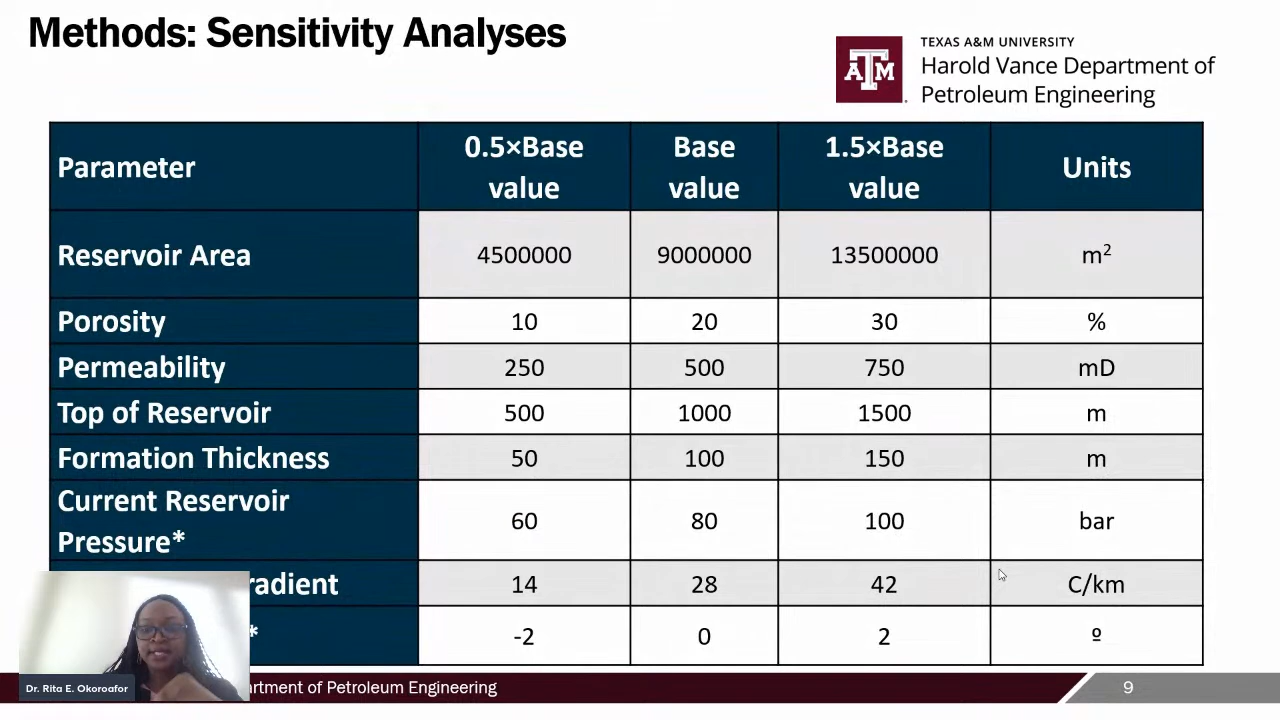 Methods: Sensitivity Analyses
TEXAS A&M UNIVERSITY
Harold Vance Department of
Petroleum Engineering
ATM
Parameter 0.5×Base value Base value 1.5×Base value Units
Reservoir Area 4500000 9000000 13500000 m²
Porosity 10 20 30 %
Permeability 250 500 750 mD
Top of Reservoir 500 1000 1500 m
Formation Thickness 50 100 150 m
Current Reservoir Pressure* 60 80 100 bar
radient 14 28 42 C/km
* -2 0 2 º
Dr. Rita E. Okoroafor
artment of Petroleum Engineering
9